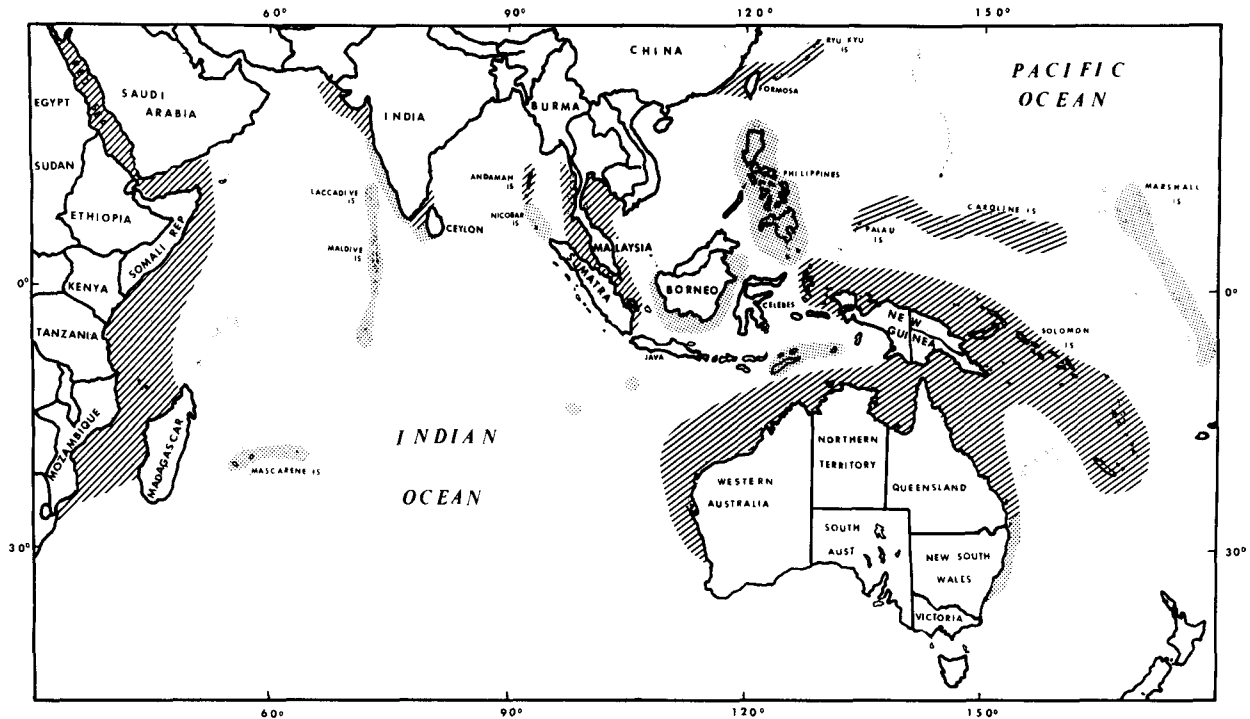 60° 90° 120° 150°
CHINA
RYU KYU
IS
PACIFIC
OCEAN
FORMOSA
EGYPT
SAUDI
ARABIA
INDIA
BURMA
SUDAN
PHILIPPINES
LACCADIVE
IS
ANDAMAH
IS
MARSHALL
IS
ETHIOPIA
NICOBAR
IS
CAROLINE IS
CEYLON
PALAU
IS
SOMALI REP
MALDIVE
IS
MALAYSIA
0° 0°
KENYA
SUMATRA
BORNEO
CELEBES
NEW
GUINEA
TANZANIA
SOLOMON
IS
JAVA
MOZAMBIQUE
MADAGASCAR
INDIAN
OCEAN
MASCARENE IS
NORTHERN
TERRITORY
WESTERN
AUSTRALIA
QUEENSLAND
SOUTH
AUST
30° 30°
NEW SOUTH
WALES
VICTORIA
60° 90° 120° 150°